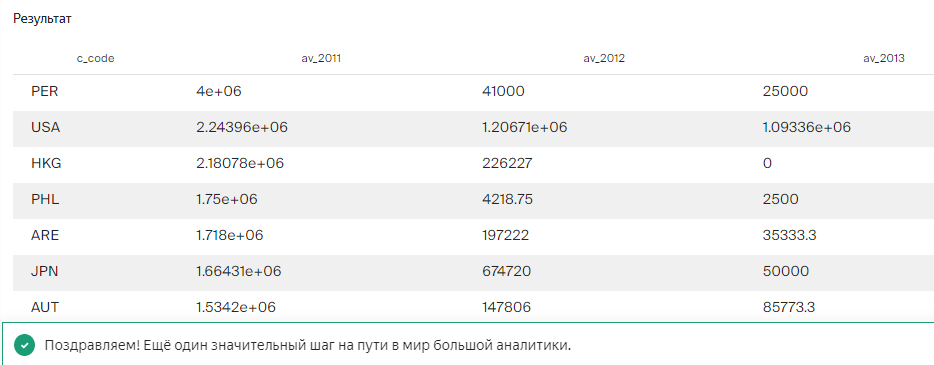 Результат
c_code av_2011 av_2012 av_2013
PER 4e+06 41000 25000
USA 2.24396e+06 1.20671e+06 1.09336e+06
HKG 2.18078e+06 226227 0
PHL 1.75e+06 4218.75 2500
ARE 1.718e+06 197222 35333.3
JPN 1.66431e+06 674720 50000
AUT 1.5342e+06 147806 85773.3
Поздравляем! Ещё один значительный шаг на пути в мир большой аналитики.